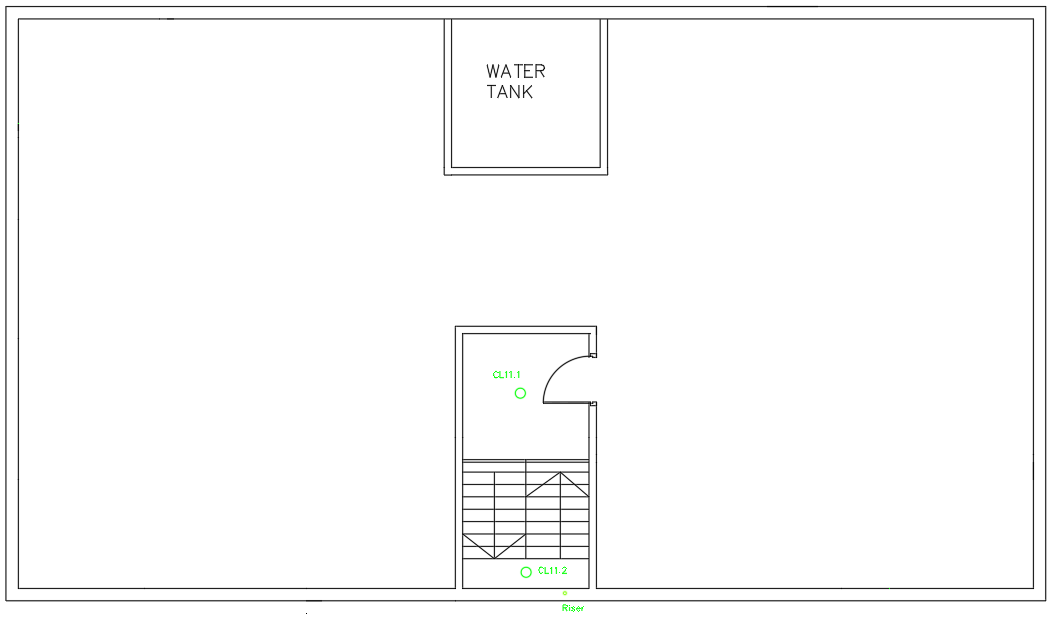 WATER
TANK
CL11.1
CL11.2
Riser